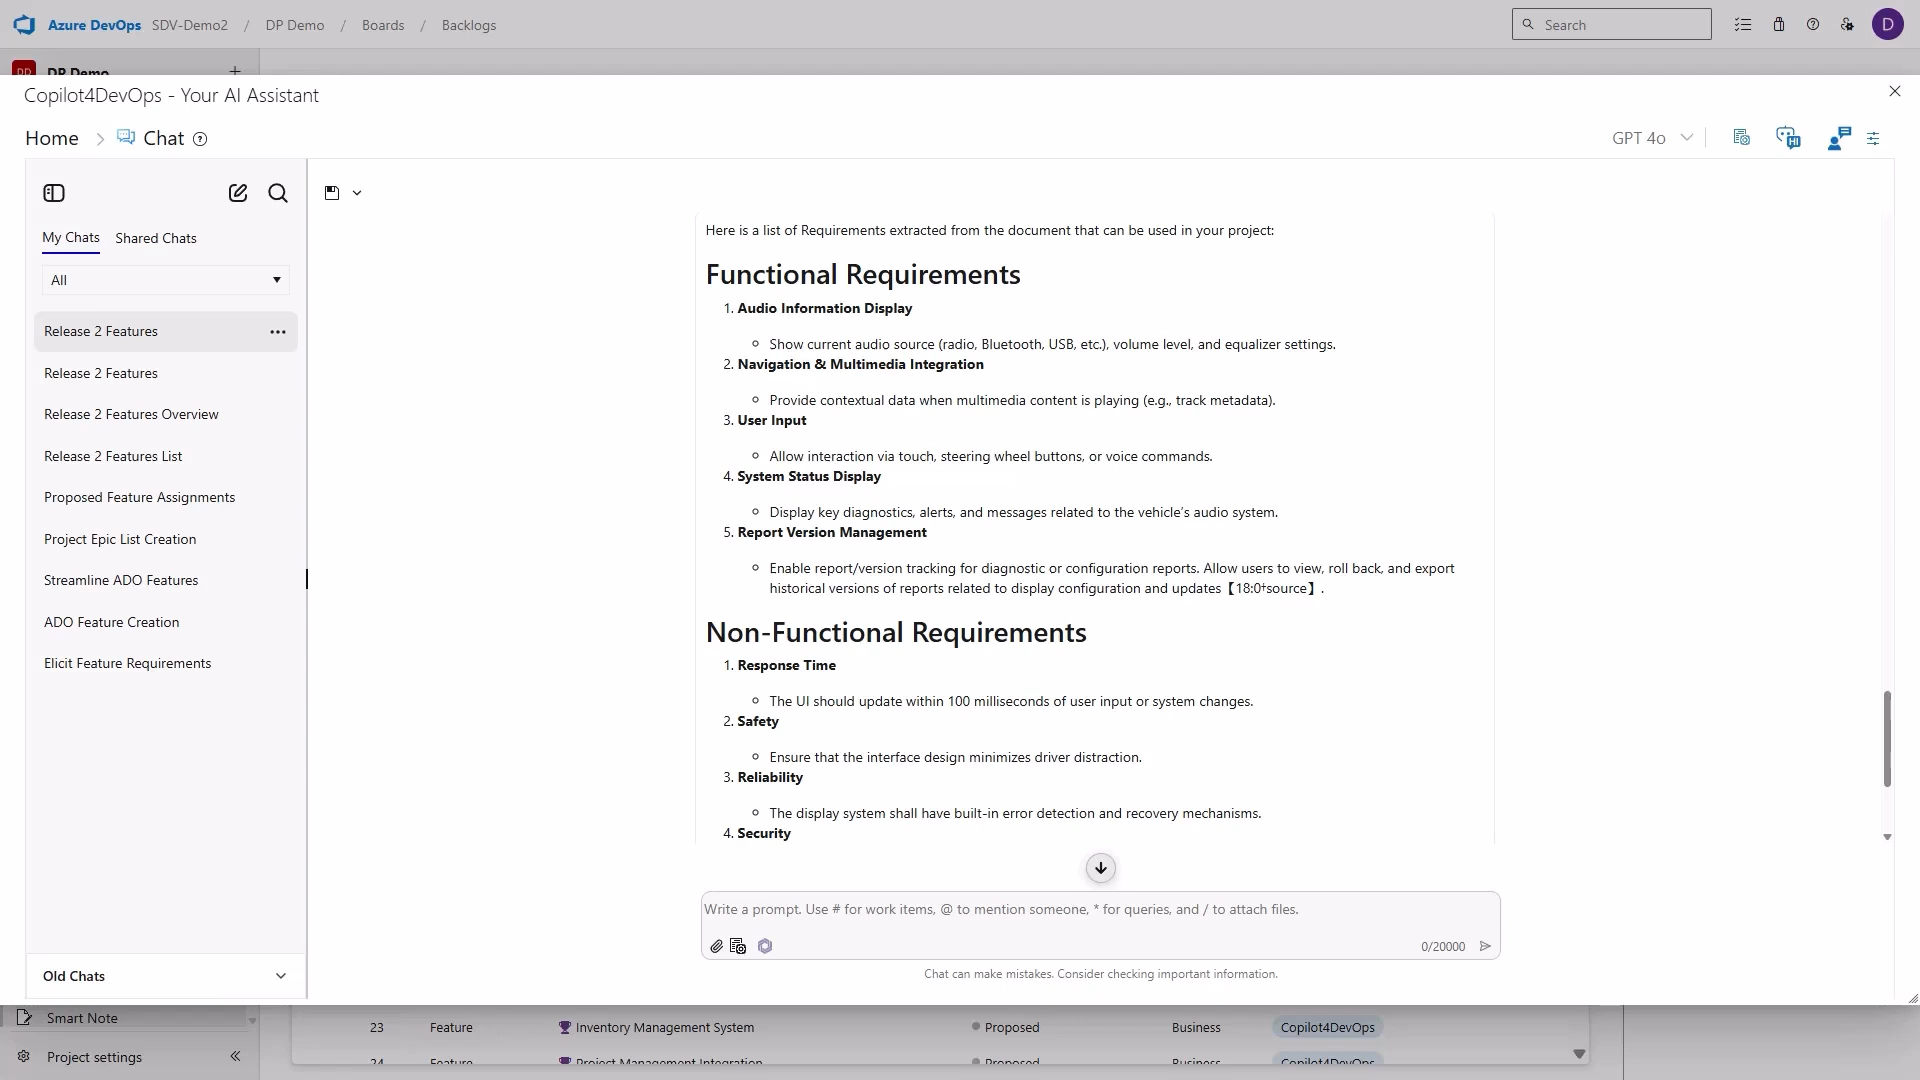 Azure DevOps SDV-Demo2 / DP Demo / Boards / Backlogs
Search
D
DP Demo
Copilot4DevOps - Your AI Assistant
Home > Chat
GPT 4o
My Chats Shared Chats
All
Release 2 Features
Release 2 Features
Release 2 Features Overview
Release 2 Features List
Proposed Feature Assignments
Project Epic List Creation
Streamline ADO Features
ADO Feature Creation
Elicit Feature Requirements
Old Chats
Here is a list of Requirements extracted from the document that can be used in your project:
Functional Requirements
1. Audio Information Display
Show current audio source (radio, Bluetooth, USB, etc.), volume level, and equalizer settings.
2. Navigation & Multimedia Integration
Provide contextual data when multimedia content is playing (e.g., track metadata).
3. User Input
Allow interaction via touch, steering wheel buttons, or voice commands.
4. System Status Display
Display key diagnostics, alerts, and messages related to the vehicle's audio system.
5. Report Version Management
Enable report/version tracking for diagnostic or configuration reports. Allow users to view, roll back, and export
historical versions of reports related to display configuration and updates【18:0†source】.
Non-Functional Requirements
1. Response Time
The UI should update within 100 milliseconds of user input or system changes.
2. Safety
Ensure that the interface design minimizes driver distraction.
3. Reliability
The display system shall have built-in error detection and recovery mechanisms.
4. Security
Write a prompt. Use # for work items, @ to mention someone, * for queries, and / to attach files.
0/20000
Chat can make mistakes. Consider checking important information.
Smart Note
Project settings
23 Feature Inventory Management System Proposed Business Copilot4DevOps
24 Feature Project Management Integration Proposed Business Copilot4DevOps